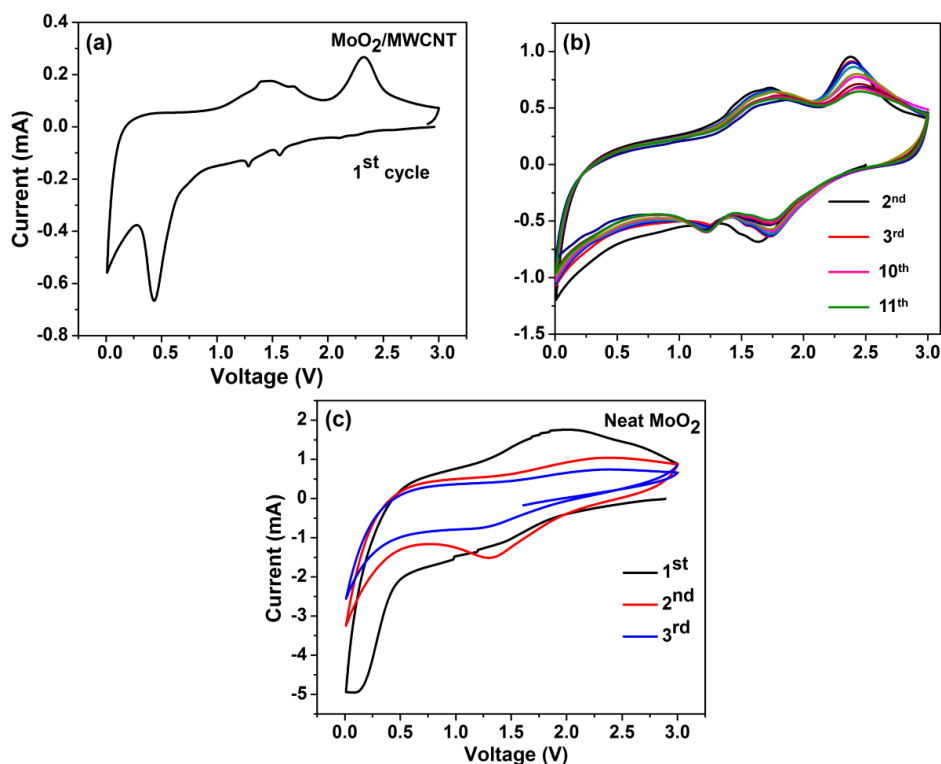 (a)
MoO2/MWCNT
0.4
0.2
0.0
-0.2
-0.4
-0.6
-0.8
Current (mA)
1st cycle
0.0 0.5 1.0 1.5 2.0 2.5 3.0
Voltage (V)
(b)
1.0
0.5
0.0
-0.5
-1.0
-1.5
2nd
3rd
10th
11th
0.0 0.5 1.0 1.5 2.0 2.5 3.0
(c)
Neat MoO2
2
1
0
-1
-2
-3
-4
-5
Current (mA)
1st
2nd
3rd
0.0 0.5 1.0 1.5 2.0 2.5 3.0
Voltage (V)